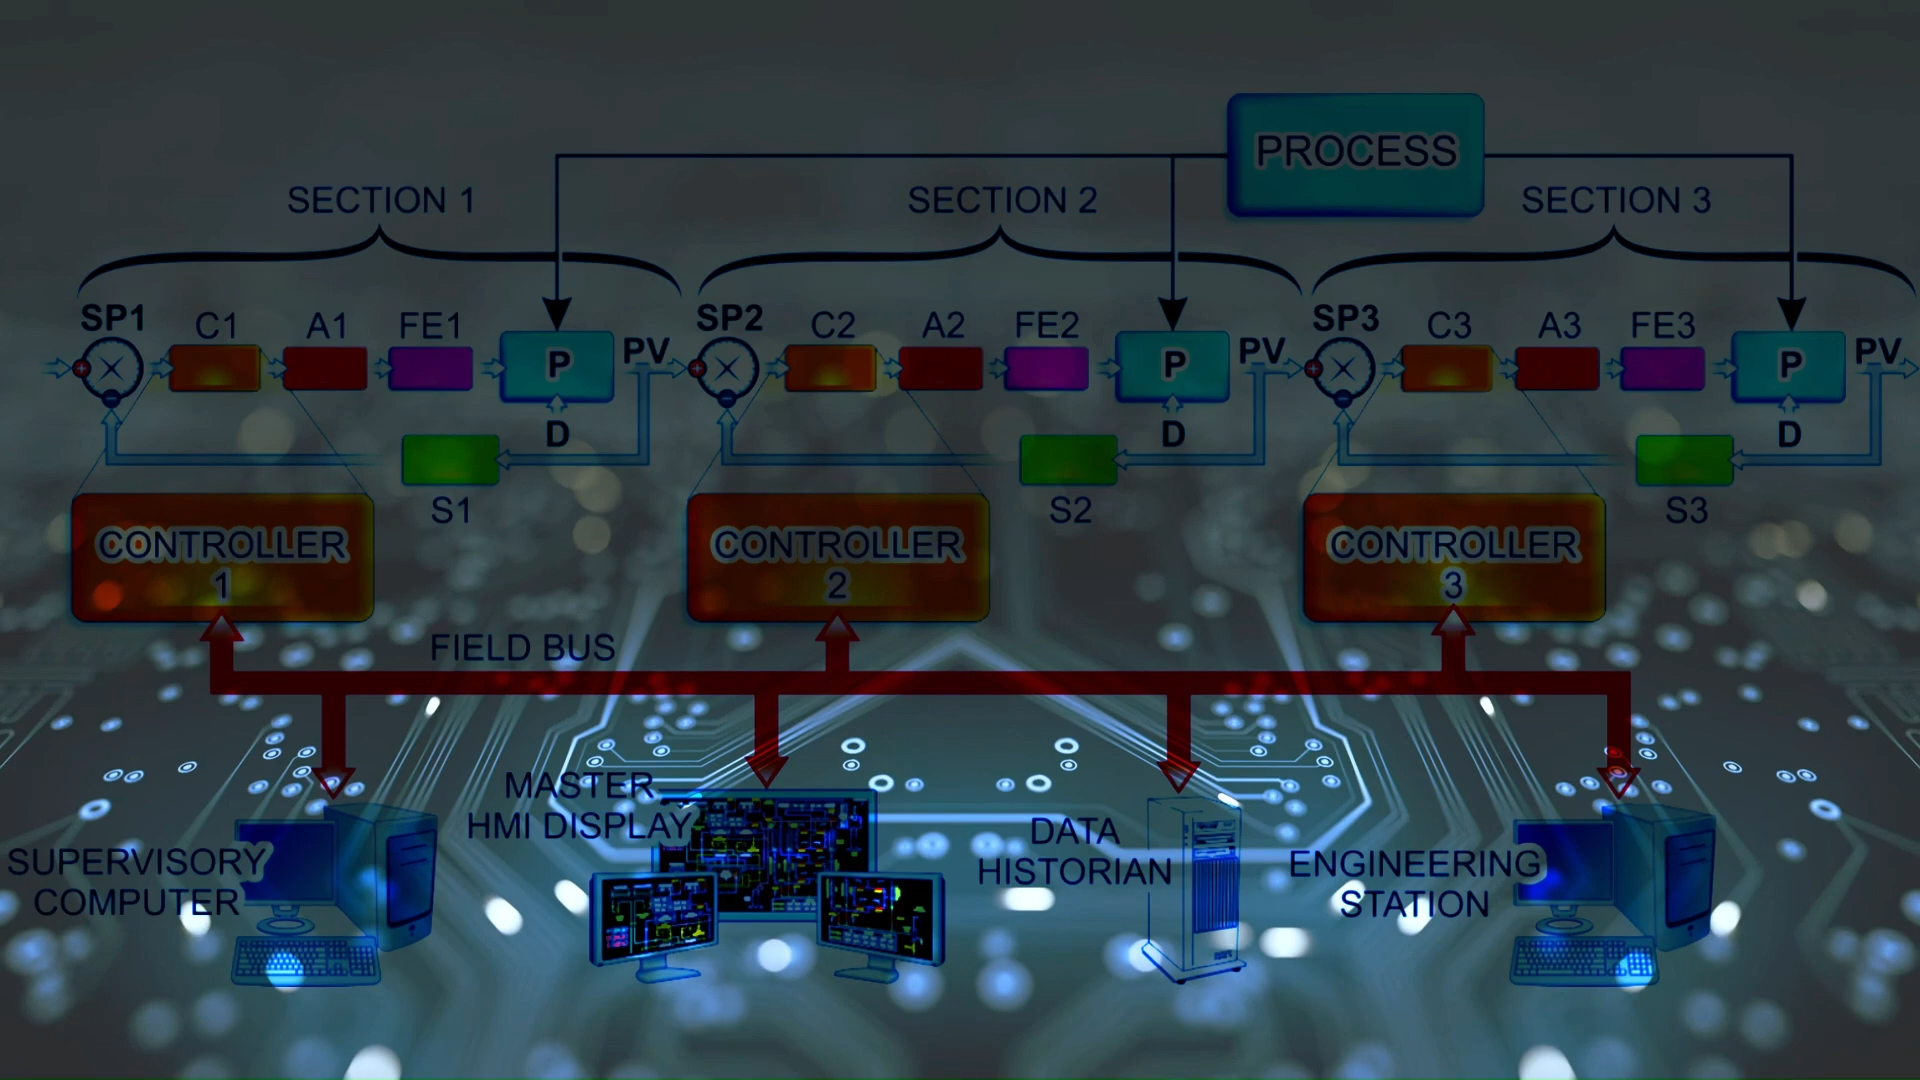 PROCESS
SECTION 1
SECTION 2
SECTION 3
SP1
C1
A1
FE1
P
PV
D
S1
SP2
C2
A2
FE2
P
PV
D
S2
SP3
C3
A3
FE3
P
PV
D
S3
CONTROLLER
1
CONTROLLER
2
CONTROLLER
3
FIELD BUS
SUPERVISORY
COMPUTER
MASTER
HMI DISPLAY
DATA
HISTORIAN
ENGINEERING
STATION